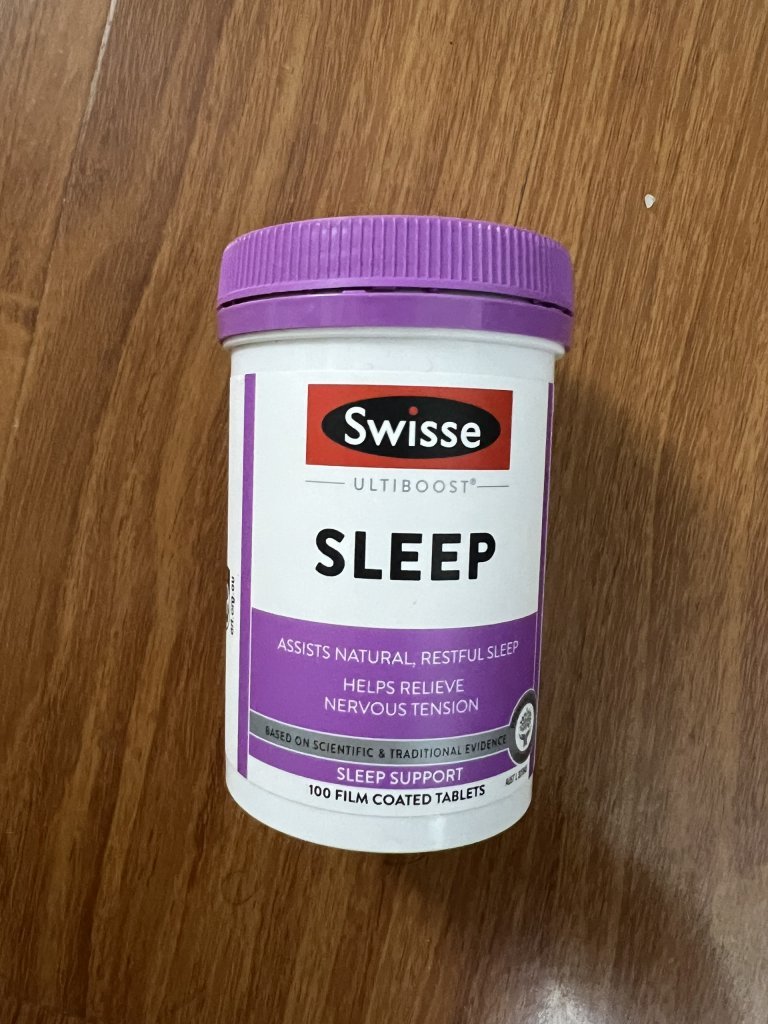 Swisse
ULTIBOOST®
SLEEP
ASSISTS NATURAL, RESTFUL SLEEP
HELPS RELIEVE
NERVOUS TENSION
BASED ON SCIENTIFIC & TRADITIONAL EVIDENCE
SLEEP SUPPORT
100 FILM COATED TABLETS
AUST L